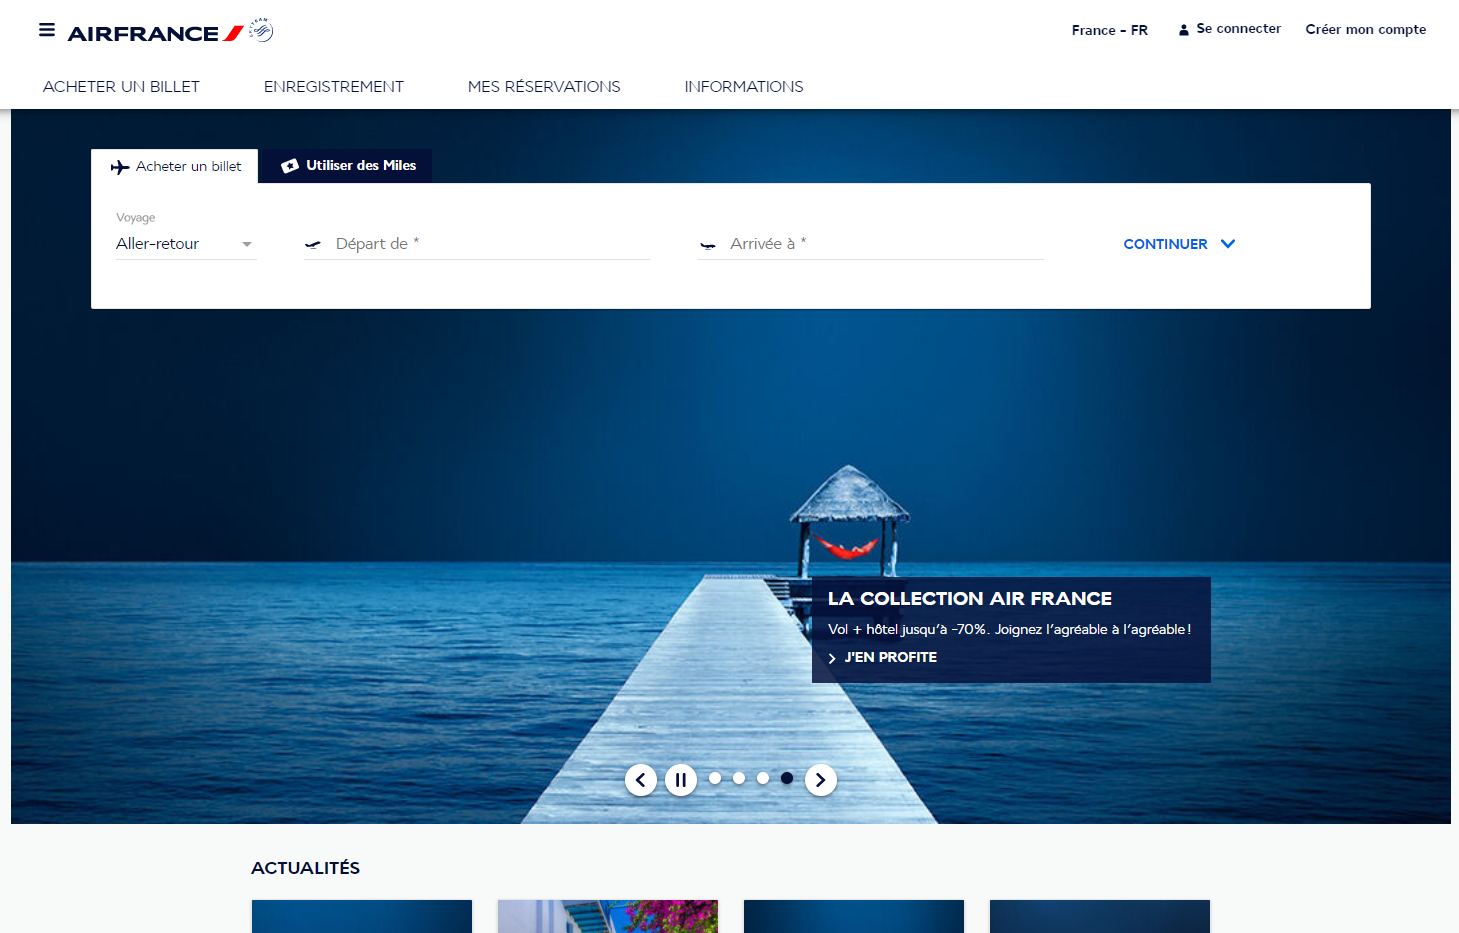 AIRFRANCE
SKYTEAM
France - FR
Se connecter
Créer mon compte
ACHETER UN BILLET
ENREGISTREMENT
MES RÉSERVATIONS
INFORMATIONS
Acheter un billet
Utiliser des Miles
Voyage
Aller-retour
Départ de *
Arrivée à *
CONTINUER
LA COLLECTION AIR FRANCE
Vol + hôtel jusqu'à -70%. Joignez l'agréable à l'agréable !
J'EN PROFITE
ACTUALITÉS